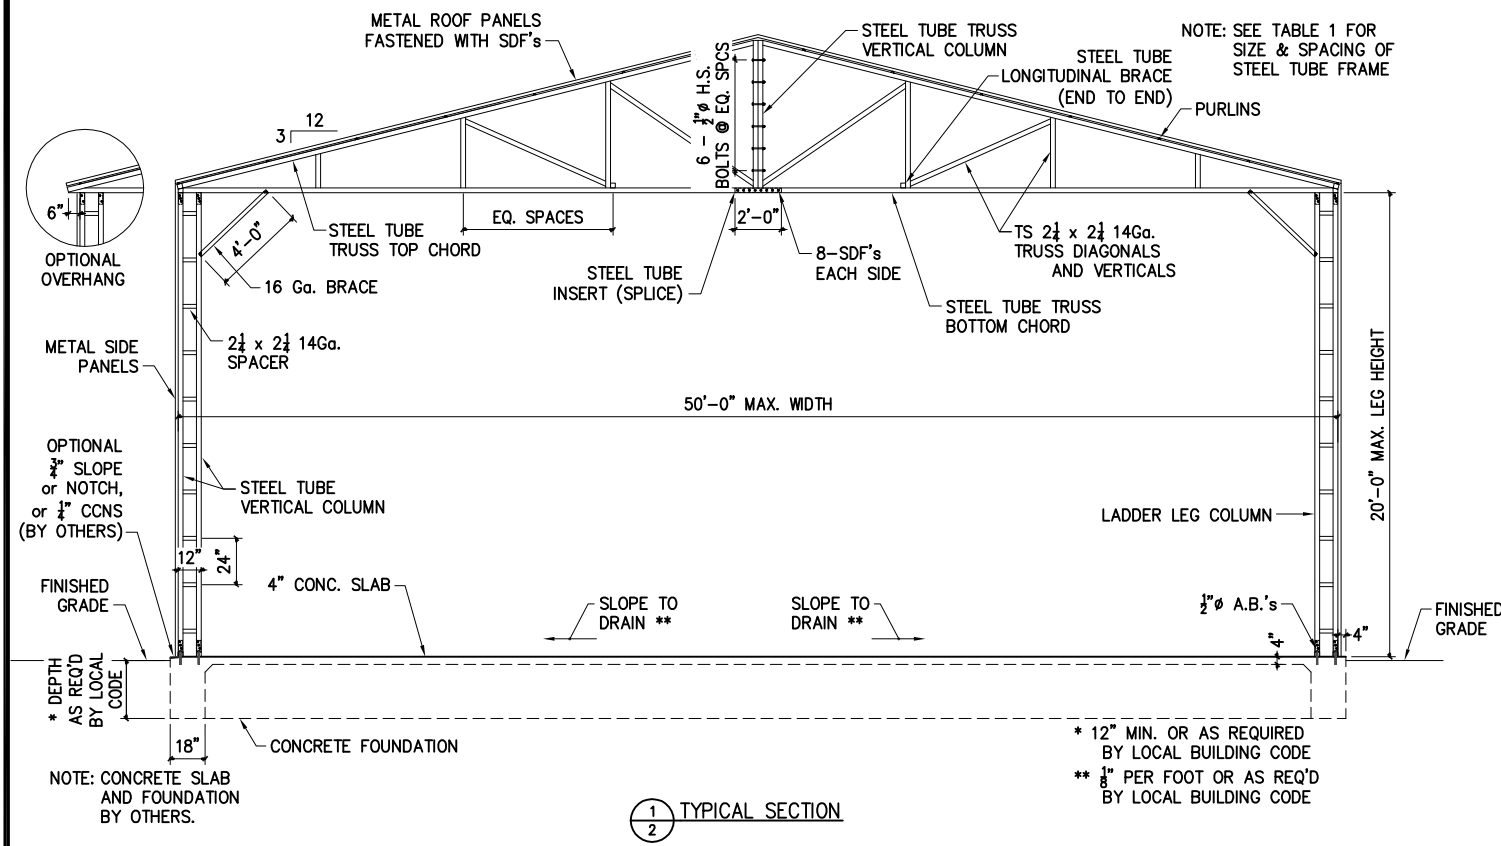 METAL ROOF PANELS
FASTENED WITH SDF's
STEEL TUBE TRUSS
VERTICAL COLUMN
STEEL TUBE
LONGITUDINAL BRACE
(END TO END)
NOTE: SEE TABLE 1 FOR
SIZE & SPACING OF
STEEL TUBE FRAME
PURLINS
12
3
6 - 1/2"ø H.S.
BOLTS @ EQ. SPCS
6"
OPTIONAL
OVERHANG
4'-0"
STEEL TUBE
TRUSS TOP CHORD
EQ. SPACES
2'-0"
16 Ga. BRACE
STEEL TUBE
INSERT (SPLICE)
8-SDF's
EACH SIDE
TS 2 1/4 x 2 1/4 14Ga.
TRUSS DIAGONALS
AND VERTICALS
STEEL TUBE TRUSS
BOTTOM CHORD
2 1/4 x 2 1/4 14Ga.
SPACER
METAL SIDE
PANELS
50'-0" MAX. WIDTH
20'-0" MAX. LEG HEIGHT
OPTIONAL
3/4" SLOPE
or NOTCH,
or 1/4" CCNS
(BY OTHERS)
STEEL TUBE
VERTICAL COLUMN
LADDER LEG COLUMN
12"
24"
FINISHED
GRADE
4" CONC. SLAB
SLOPE TO
DRAIN **
SLOPE TO
DRAIN **
1/2"ø A.B.'s
4"
4"
FINISHED
GRADE
* DEPTH
AS REQ'D
BY LOCAL
CODE
18"
CONCRETE FOUNDATION
NOTE: CONCRETE SLAB
AND FOUNDATION
BY OTHERS.
* 12" MIN. OR AS REQUIRED
BY LOCAL BUILDING CODE
** 1/8" PER FOOT OR AS REQ'D
BY LOCAL BUILDING CODE
1
2
TYPICAL SECTION